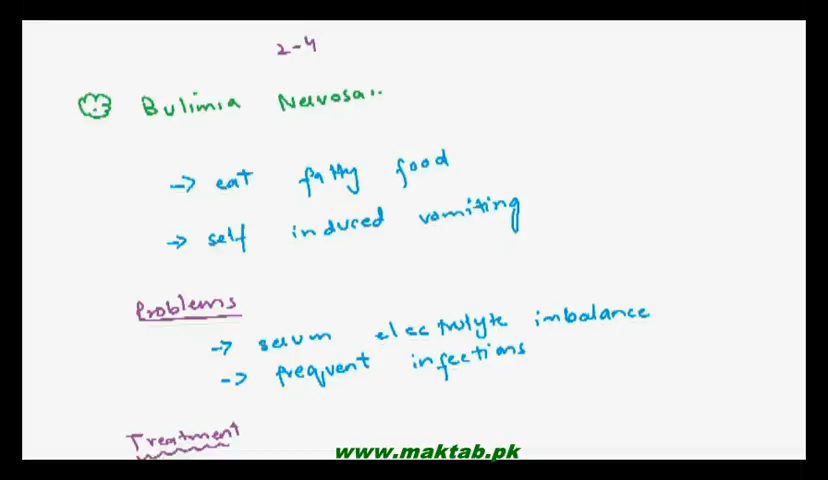 2-4
Bulimia Nervosa..
→ eat fatty food
→ self induced vomiting
Problems
→ serum electrolyte imbalance
→ frequent infections
Treatment
www.maktab.pk